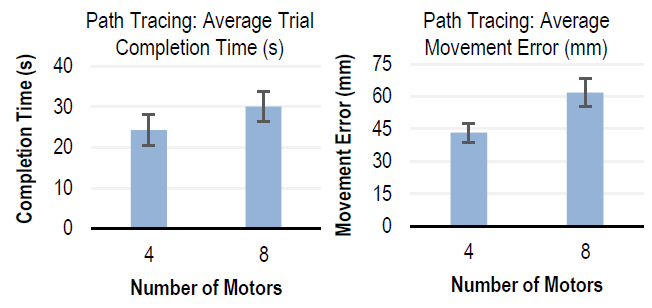 Path Tracing: Average Trial
Completion Time (s)
Completion Time (s)
40
30
20
10
0
4 8
Number of Motors
Path Tracing: Average
Movement Error (mm)
Movement Error (mm)
75
60
45
30
15
0
4 8
Number of Motors